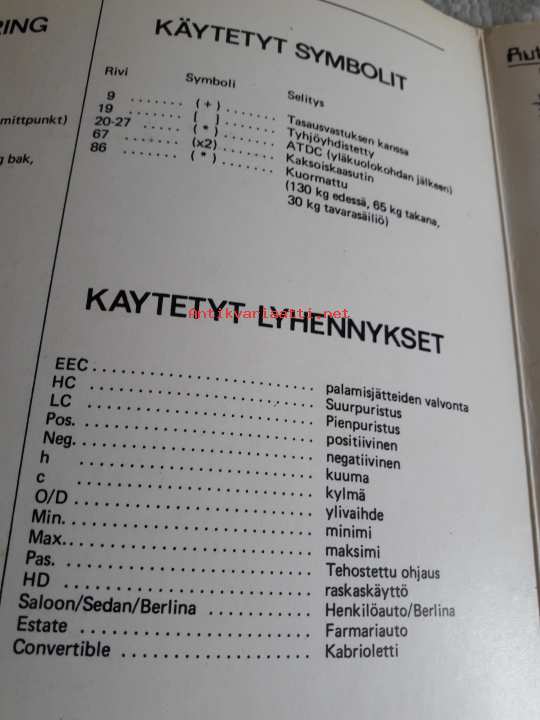 RING
mittpunkt)
g bak,
KÄYTETYT SYMBOLIT
Rivi Symboli Selitys
9 ....... (+) ....... Tasausvastuksen kanssa
19 ....... [ ] ....... Tyhjöyhdistetty
20-27 ..... (*) ....... ATDC (yläkuolokohdan jälkeen)
67 ....... (x2) ....... Kaksoiskaasutin
86 ....... (*) ....... Kuormattu
(130 kg edessä, 65 kg takana,
30 kg tavarasäiliö)
KAYTETYT LYHENNYKSET
Antikvariaatti.net
EEC ....................... palamisjätteiden valvonta
HC ....................... Suurpuristus
LC ....................... Pienpuristus
Pos. ....................... positiivinen
Neg. ....................... negatiivinen
h ....................... kuuma
c ....................... kylmä
O/D ....................... ylivaihde
Min. ....................... minimi
Max. ....................... maksimi
Pas. ....................... Tehostettu ohjaus
HD ....................... raskaskäyttö
Saloon/Sedan/Berlina ........... Henkilöauto/Berlina
Estate ....................... Farmariauto
Convertible ................... Kabrioletti
Aut